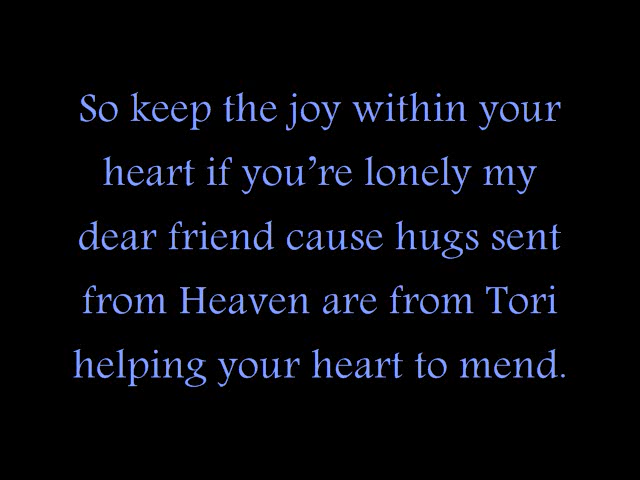 So keep the joy within your
heart if you’re lonely my
dear friend cause hugs sent
from Heaven are from Tori
helping your heart to mend.